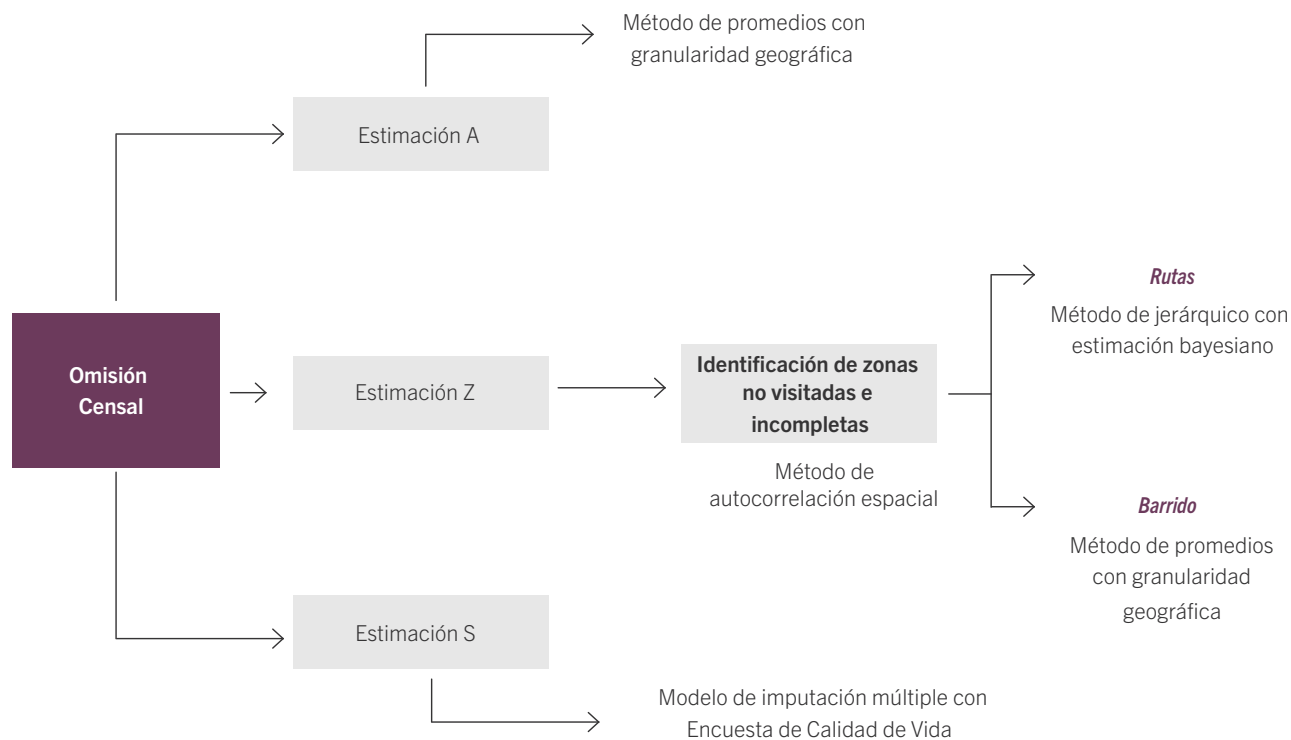 Método de promedios con
granularidad geográfica
Estimación A
Omisión
Censal
Estimación Z
Identificación de zonas
no visitadas e
incompletas
Método de
autocorrelación espacial
Rutas
Método de jerárquico con
estimación bayesiano
Barrido
Método de promedios
con granularidad
geográfica
Estimación S
Modelo de imputación múltiple con
Encuesta de Calidad de Vida